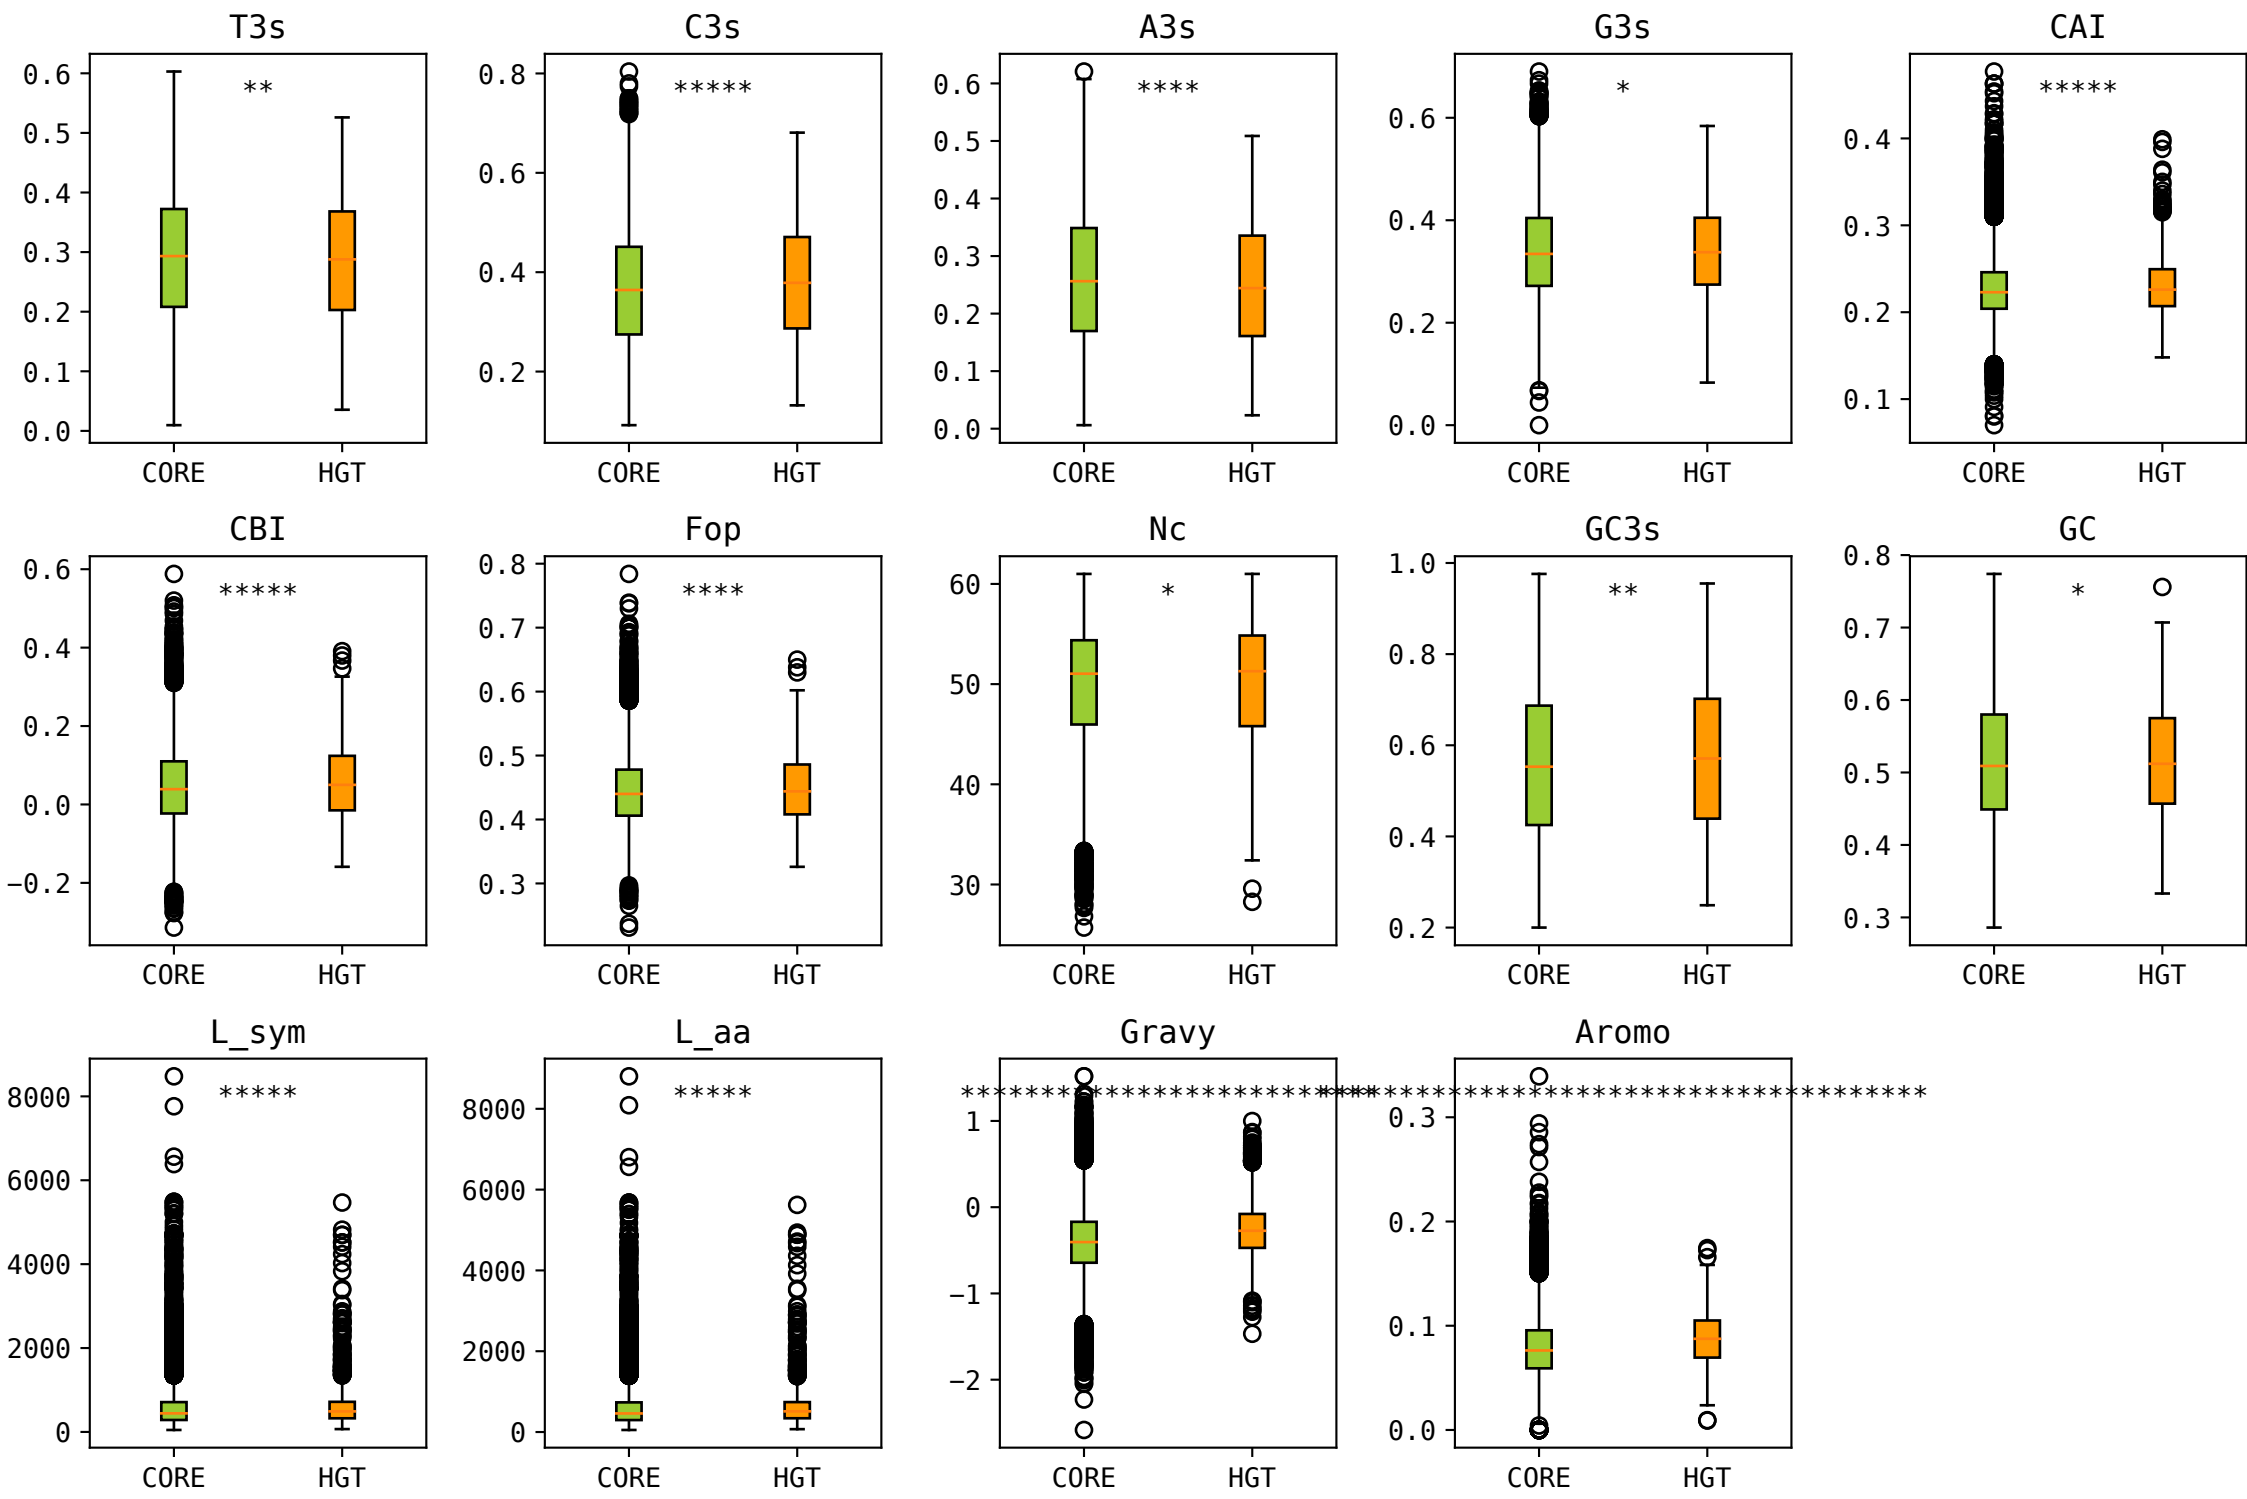 T3s C3s A3s G3s CAI
** ***** **** * *****
0.6 0.5 0.4 0.3 0.2 0.1 0.0
0.8 0.6 0.4 0.2
0.6 0.5 0.4 0.3 0.2 0.1 0.0
0.6 0.4 0.2 0.0
0.4 0.3 0.2 0.1
CORE HGT CORE HGT CORE HGT CORE HGT CORE HGT
CBI Fop Nc GC3s GC
***** **** * ** *
0.6 0.4 0.2 0.0 −0.2
0.8 0.7 0.6 0.5 0.4 0.3
60 50 40 30
1.0 0.8 0.6 0.4 0.2
0.8 0.7 0.6 0.5 0.4 0.3
CORE HGT CORE HGT CORE HGT CORE HGT CORE HGT
L_sym L_aa Gravy Aromo
***** *****
8000 6000 4000 2000 0
8000 6000 4000 2000 0
1 0 −1 −2
0.3 0.2 0.1 0.0
CORE HGT CORE HGT CORE HGT CORE HGT